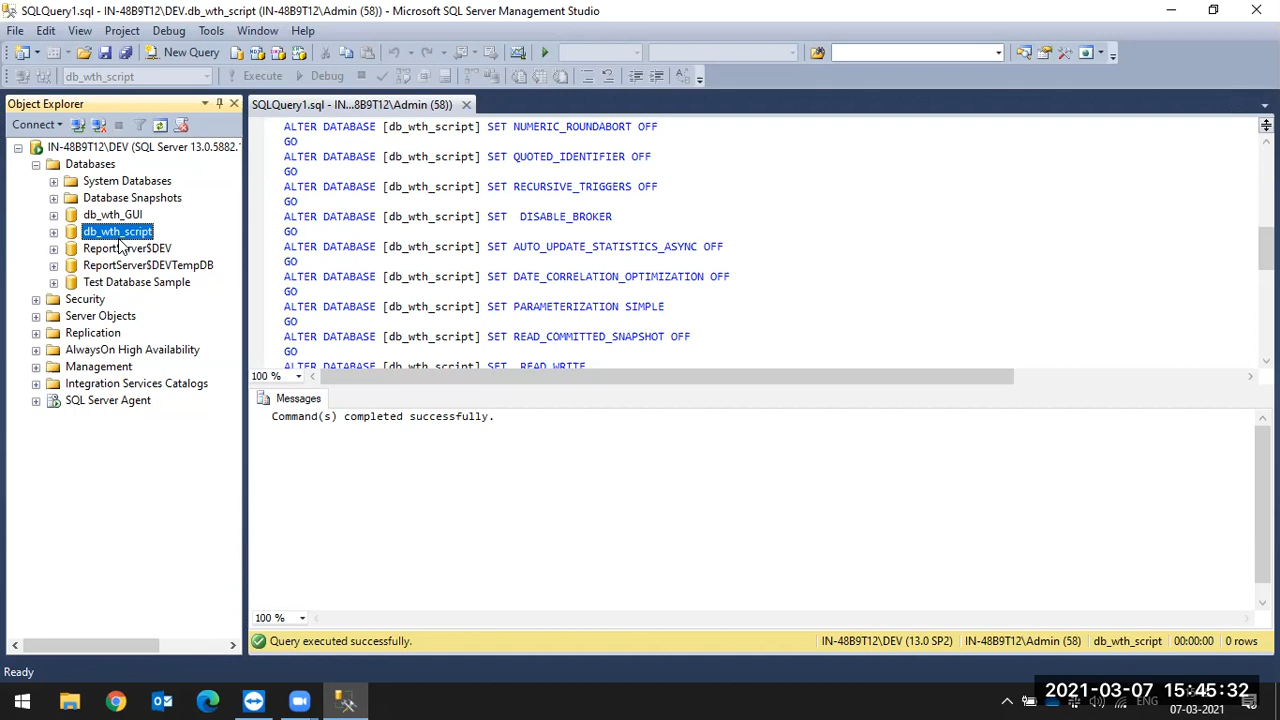 SQLQuery1.sql - IN-48B9T12\DEV.db_wth_script (IN-48B9T12\Admin (58)) - Microsoft SQL Server Management Studio
File Edit View Project Debug Tools Window Help
New Query
db_wth_script Execute Debug
Object Explorer
Connect
IN-48B9T12\DEV (SQL Server 13.0.5882.
Databases
System Databases
Database Snapshots
db_wth_GUI
db_wth_script
ReportServer$DEV
ReportServer$DEVTempDB
Test Database Sample
Security
Server Objects
Replication
AlwaysOn High Availability
Management
Integration Services Catalogs
SQL Server Agent
SQLQuery1.sql - IN...8B9T12\Admin (58))
ALTER DATABASE [db_wth_script] SET NUMERIC_ROUNDABORT OFF
GO
ALTER DATABASE [db_wth_script] SET QUOTED_IDENTIFIER OFF
GO
ALTER DATABASE [db_wth_script] SET RECURSIVE_TRIGGERS OFF
GO
ALTER DATABASE [db_wth_script] SET  DISABLE_BROKER
GO
ALTER DATABASE [db_wth_script] SET AUTO_UPDATE_STATISTICS_ASYNC OFF
GO
ALTER DATABASE [db_wth_script] SET DATE_CORRELATION_OPTIMIZATION OFF
GO
ALTER DATABASE [db_wth_script] SET PARAMETERIZATION SIMPLE
GO
ALTER DATABASE [db_wth_script] SET READ_COMMITTED_SNAPSHOT OFF
GO
ALTER DATABASE [db_wth_script] SET  READ_WRITE
100 %
Messages
Command(s) completed successfully.
100 %
Query executed successfully. IN-48B9T12\DEV (13.0 SP2) IN-48B9T12\Admin (58) db_wth_script 00:00:00 0 rows
Ready
2021-03-07 15:45:32
ENG
07-03-2021